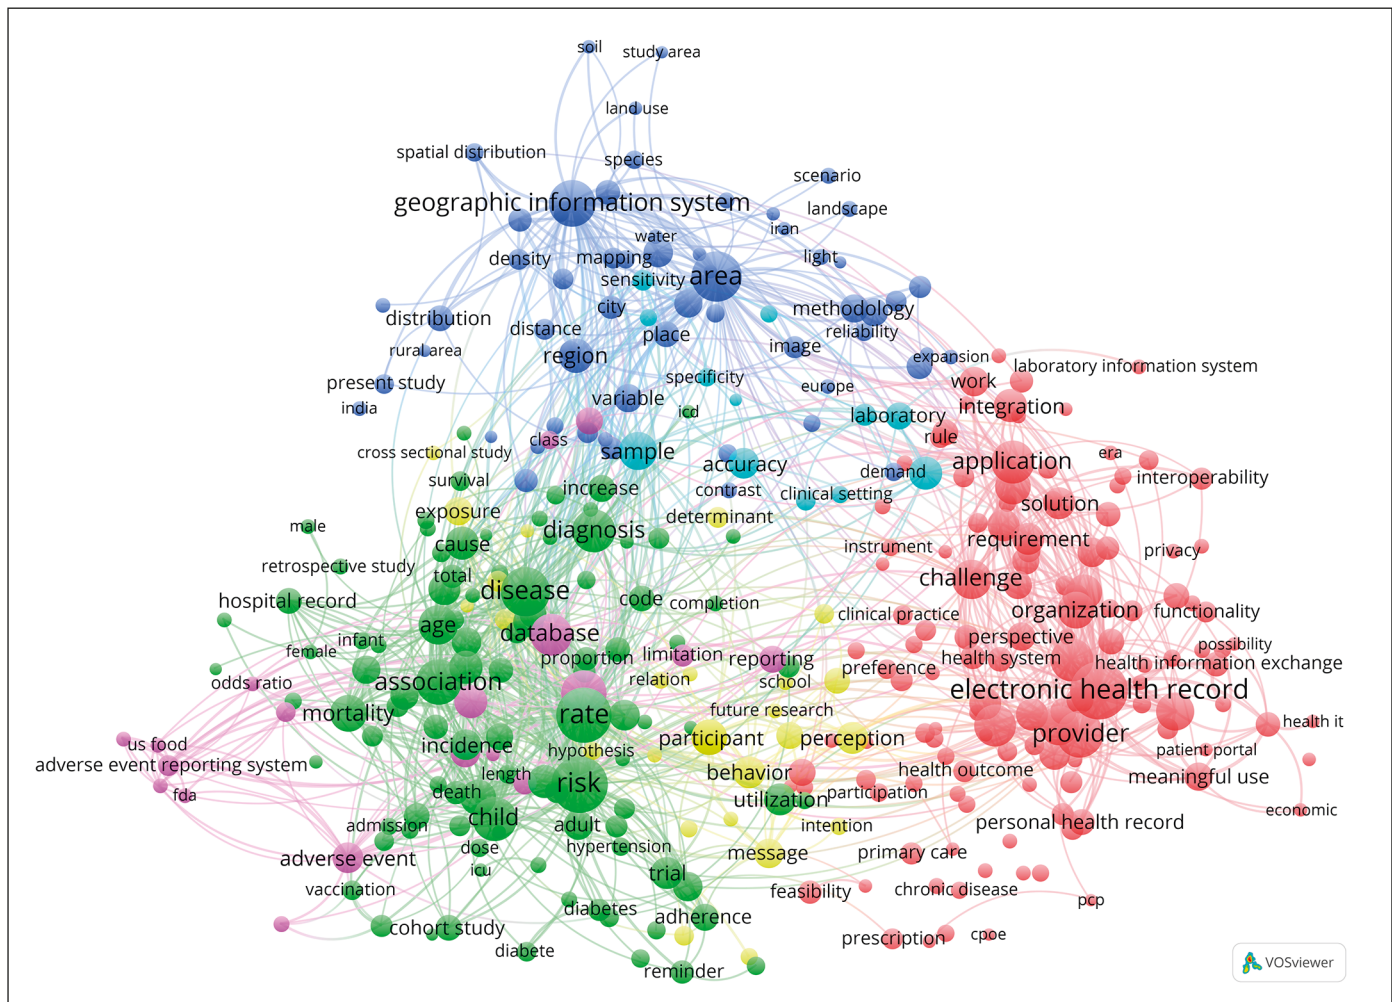 soil
study area
land use
spatial distribution
species
scenario
geographic information system
landscape
iran
water
density
mapping
light
sensitivity
area
city
methodology
distribution
distance
place
reliability
rural area
region
image
expansion
laboratory information system
present study
specificity
europe
work
india
variable
icd
laboratory
integration
class
rule
cross sectional study
sample
accuracy
application
era
survival
demand
interoperability
increase
contrast
clinical setting
solution
exposure
determinant
male
diagnosis
cause
instrument
requirement
privacy
retrospective study
total
challenge
disease
hospital record
code
completion
clinical practice
organization
functionality
age
database
infant
perspective
possibility
female
proportion
limitation
reporting
preference
health system
health information exchange
odds ratio
association
relation
school
electronic health record
mortality
rate
future research
health it
us food
incidence
hypothesis
participant
perception
provider
patient portal
adverse event reporting system
length
behavior
health outcome
meaningful use
fda
death
risk
utilization
participation
economic
admission
child
adult
intention
personal health record
dose
hypertension
message
primary care
adverse event
icu
trial
vaccination
feasibility
chronic disease
pcp
cohort study
diabetes
adherence
prescription
cpoe
diabete
reminder
VOSviewer